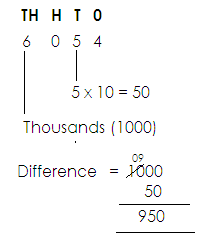 TH H T O
6 0 5 4
5 x 10 = 50
Thousands (1000)
09
Difference = 1000
50
950